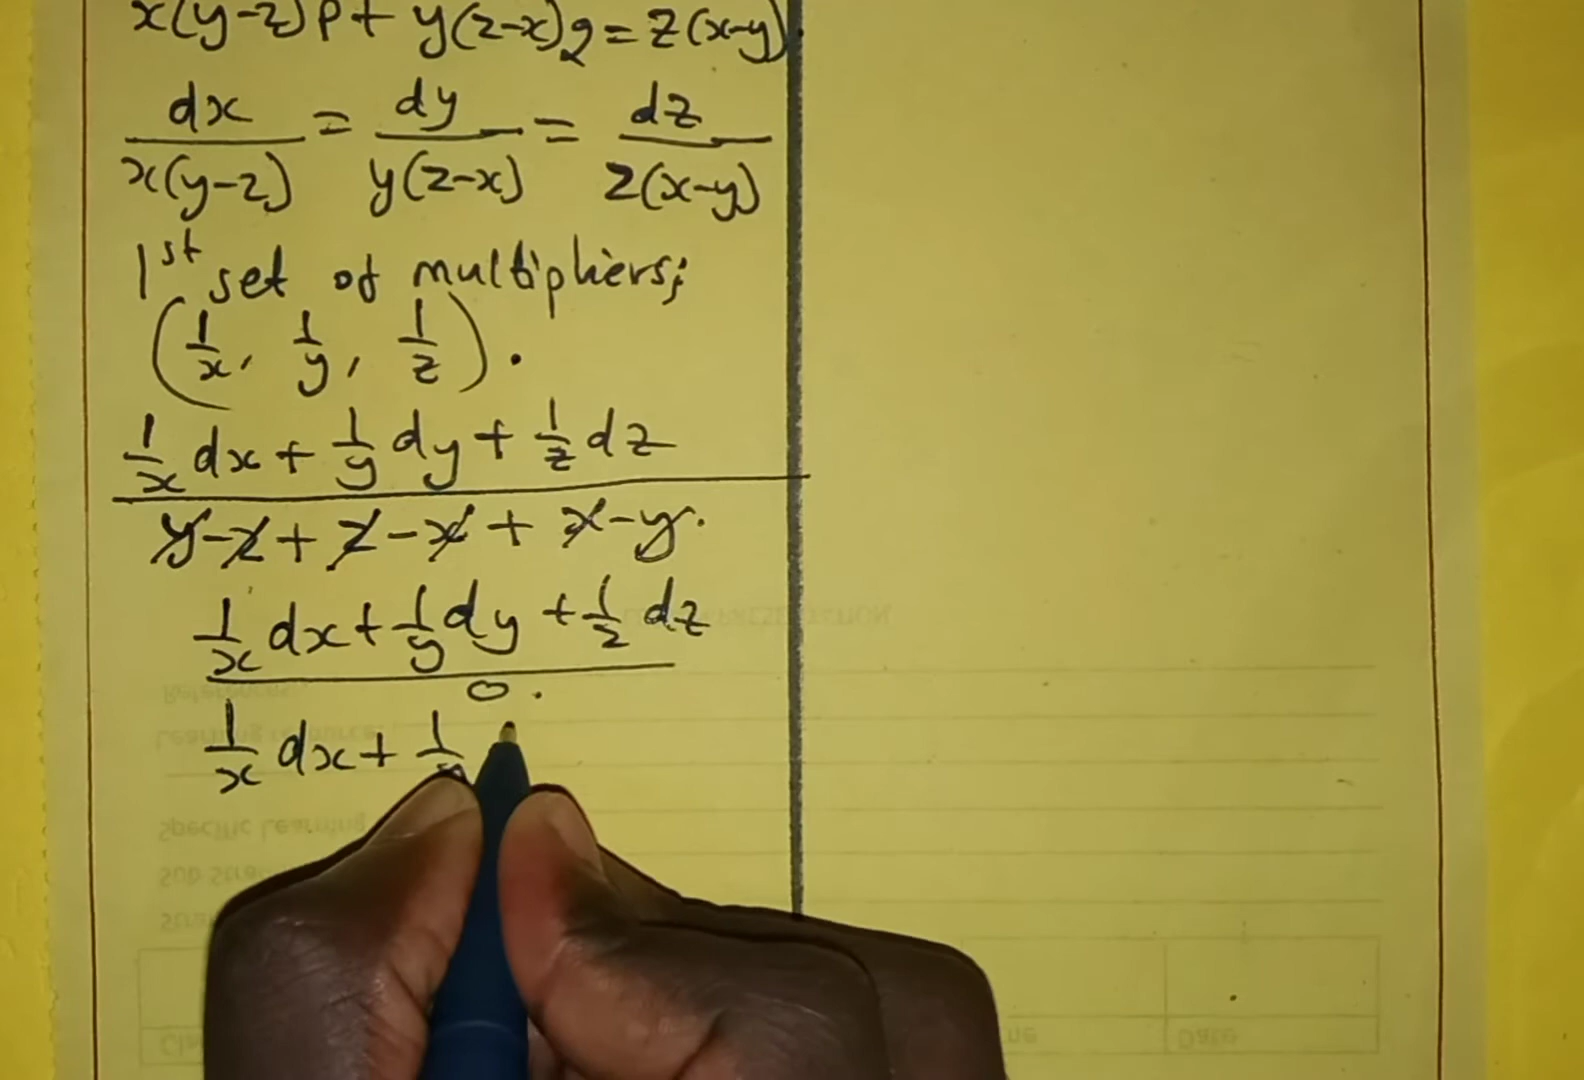 x(y-z)p + y(z-x)q = z(x-y).
dx/x(y-z) = dy/y(z-x) = dz/z(x-y)
1st set of multipliers;
(1/x, 1/y, 1/z).
1/x dx + 1/y dy + 1/z dz
y-z+z-x+x-y.
1/x dx + 1/y dy + 1/z dz
0.
1/x dx + 1/